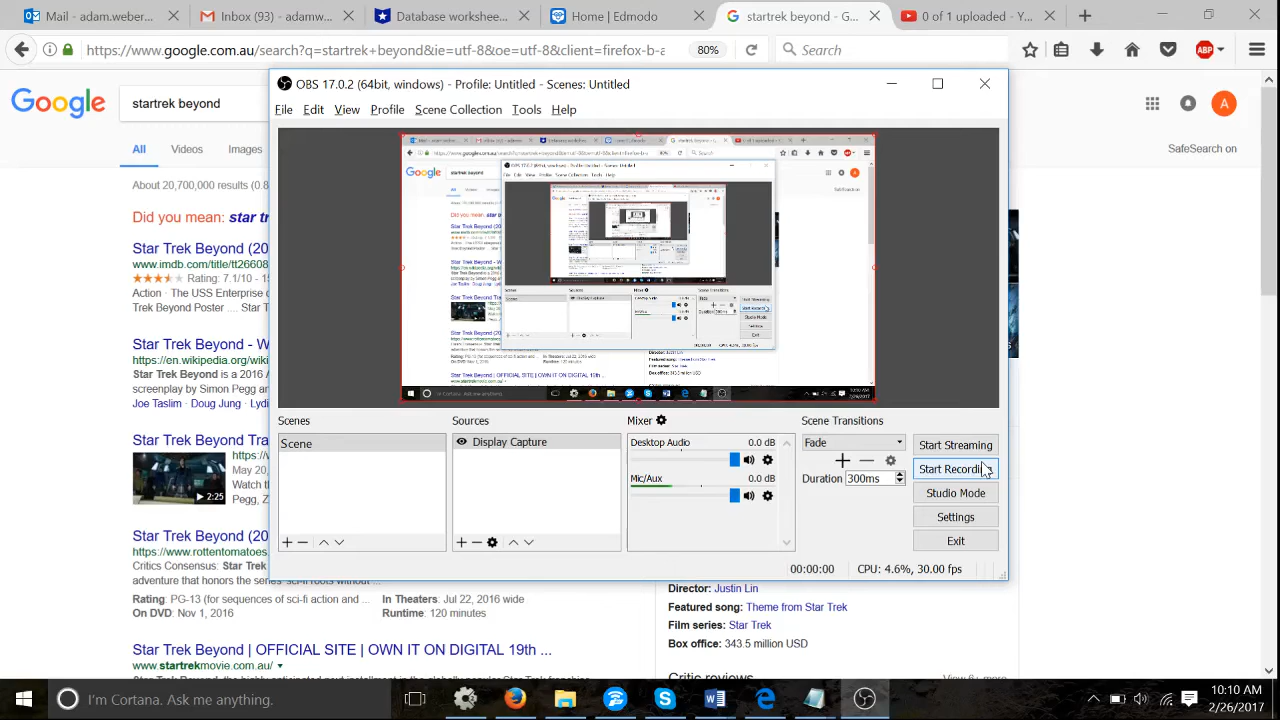 Mail -
M
Database
uploaded - Y...
G startrek beyond - G...
https://www.google.com.au/search?q=startrek+beyond&ie=utf-8&oe=utf-8&client=firefox-b-a
80%
Search
ABP
Google
startrek beyond
A
All
Videos
Images
SafeSearch on
OBS 17.0.2 (64bit, windows) - Profile: Untitled - Scenes: Untitled
File Edit View Profile Scene Collection Tools Help
About 20,700,000 results (0.8
Did you mean: star tr
Star Trek Beyond (20
www.imdb.com/title/tt26608
Rating: 7.1/10 - 1
Action · The USS Enterprise
Trek Beyond Poster ...
Star Trek Beyond - W
https://en.wikipedia.org/wiki
Star Trek Beyond is a 2016
screenplay by Simon Pegg ar
Joe Taslim · Doug Jung · Lydi
Star Trek Beyond Tra
https://w
May 20,
Watch t
Pegg, Z
2:25
Star Trek Beyond (20
https://www.rottentomatoes
Critics Consensus: Star Trek
adventure that honors the series' sci-fi roots without ...
Rating: PG-13 (for sequences of sci-fi action and ...
In Theaters: Jul 22, 2016 wide
On DVD: Nov 1, 2016
Runtime: 120 minutes
Star Trek Beyond | OFFICIAL SITE | OWN IT ON DIGITAL 19th ...
www.startrekmovie.com.au/
Scenes
Scene
Sources
Display Capture
Mixer
Desktop Audio 0.0 dB
Mic/Aux 0.0 dB
Scene Transitions
Fade
Duration 300ms
Start Streaming
Start Recording
Studio Mode
Settings
Exit
00:00:00
CPU: 4.6%, 30.00 fps
Director: Justin Lin
Featured song: Theme from Star Trek
Film series: Star Trek
Box office: 343.5 million USD
Critic reviews
View 6+ more
I'm Cortana. Ask me anything.
10:10 AM
2/26/2017